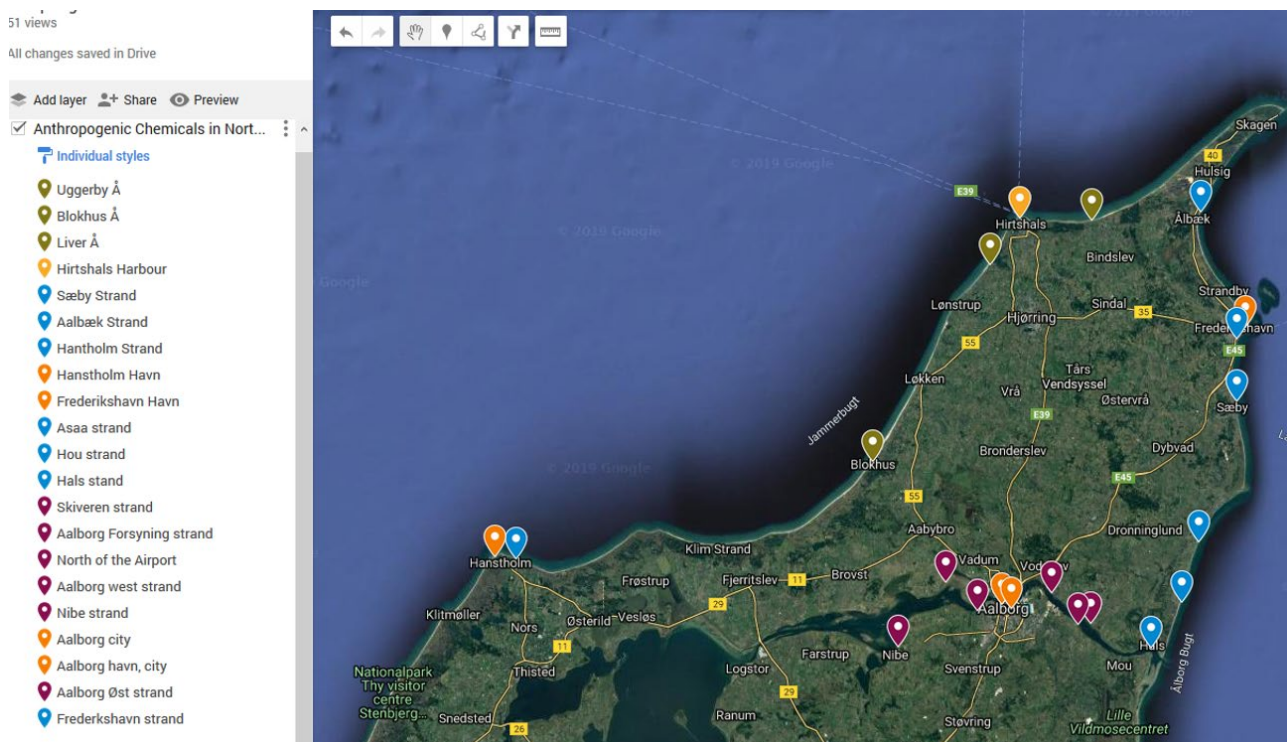 51 views
All changes saved in Drive
Add layer Share Preview
Anthropogenic Chemicals in Nort...
Individual styles
Uggerby Å
Blokhus Å
Liver Å
Hirtshals Harbour
Sæby Strand
Aalbæk Strand
Hantholm Strand
Hanstholm Havn
Frederikshavn Havn
Asaa strand
Hou strand
Hals stand
Skiveren strand
Aalborg Forsyning strand
North of the Airport
Aalborg west strand
Nibe strand
Aalborg city
Aalborg havn, city
Aalborg Øst strand
Frederkshavn strand
© 2019 Google
Skagen
40
Hulsig
E39
Ålbæk
Hirtshals
© 2019 Google
Bindslev
Google
Strandby
Lønstrup
Sindal
35
Hjørring
E45
55
Tårs
Vendsyssel
Løkken
Vrå
Østervrå
Sæby
Jammerbugt
E39
Dybvad
Blokhus
Bronderslev
© 2019 Google
E45
55
Aabybro
Dronninglund
Klim Strand
Vadum
Hanstholm
Brovst
Frøstrup
Fjerritslev
11
Aalborg
Klitmøller
Vesløs
29
Nors
Østerild
Hals
11
Farstrup
Nibe
Mou
Ålborg Bugt
Nationalpark
Thy visitor
centre
Stenbjerg...
Thisted
Logstor
Svenstrup
29
Snedsted
Ranum
Støvring
Lille
Vildmosecentret
26